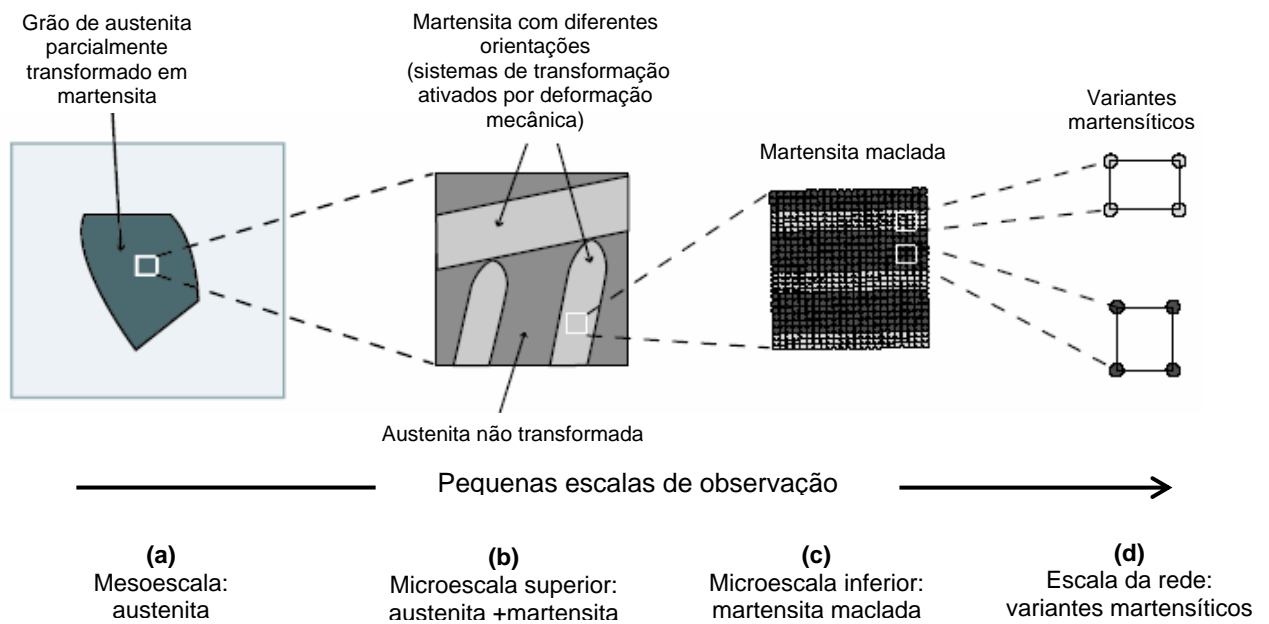 Grão de austenita
parcialmente
transformado em
martensita
Martensita com diferentes
orientações
(sistemas de transformação
ativados por deformação
mecânica)
Martensita maclada
Variantes
martensíticos
Austenita não transformada
Pequenas escalas de observação
(a)
Mesoescala:
austenita
(b)
Microescala superior:
austenita +martensita
(c)
Microescala inferior:
martensita maclada
(d)
Escala da rede:
variantes martensíticos